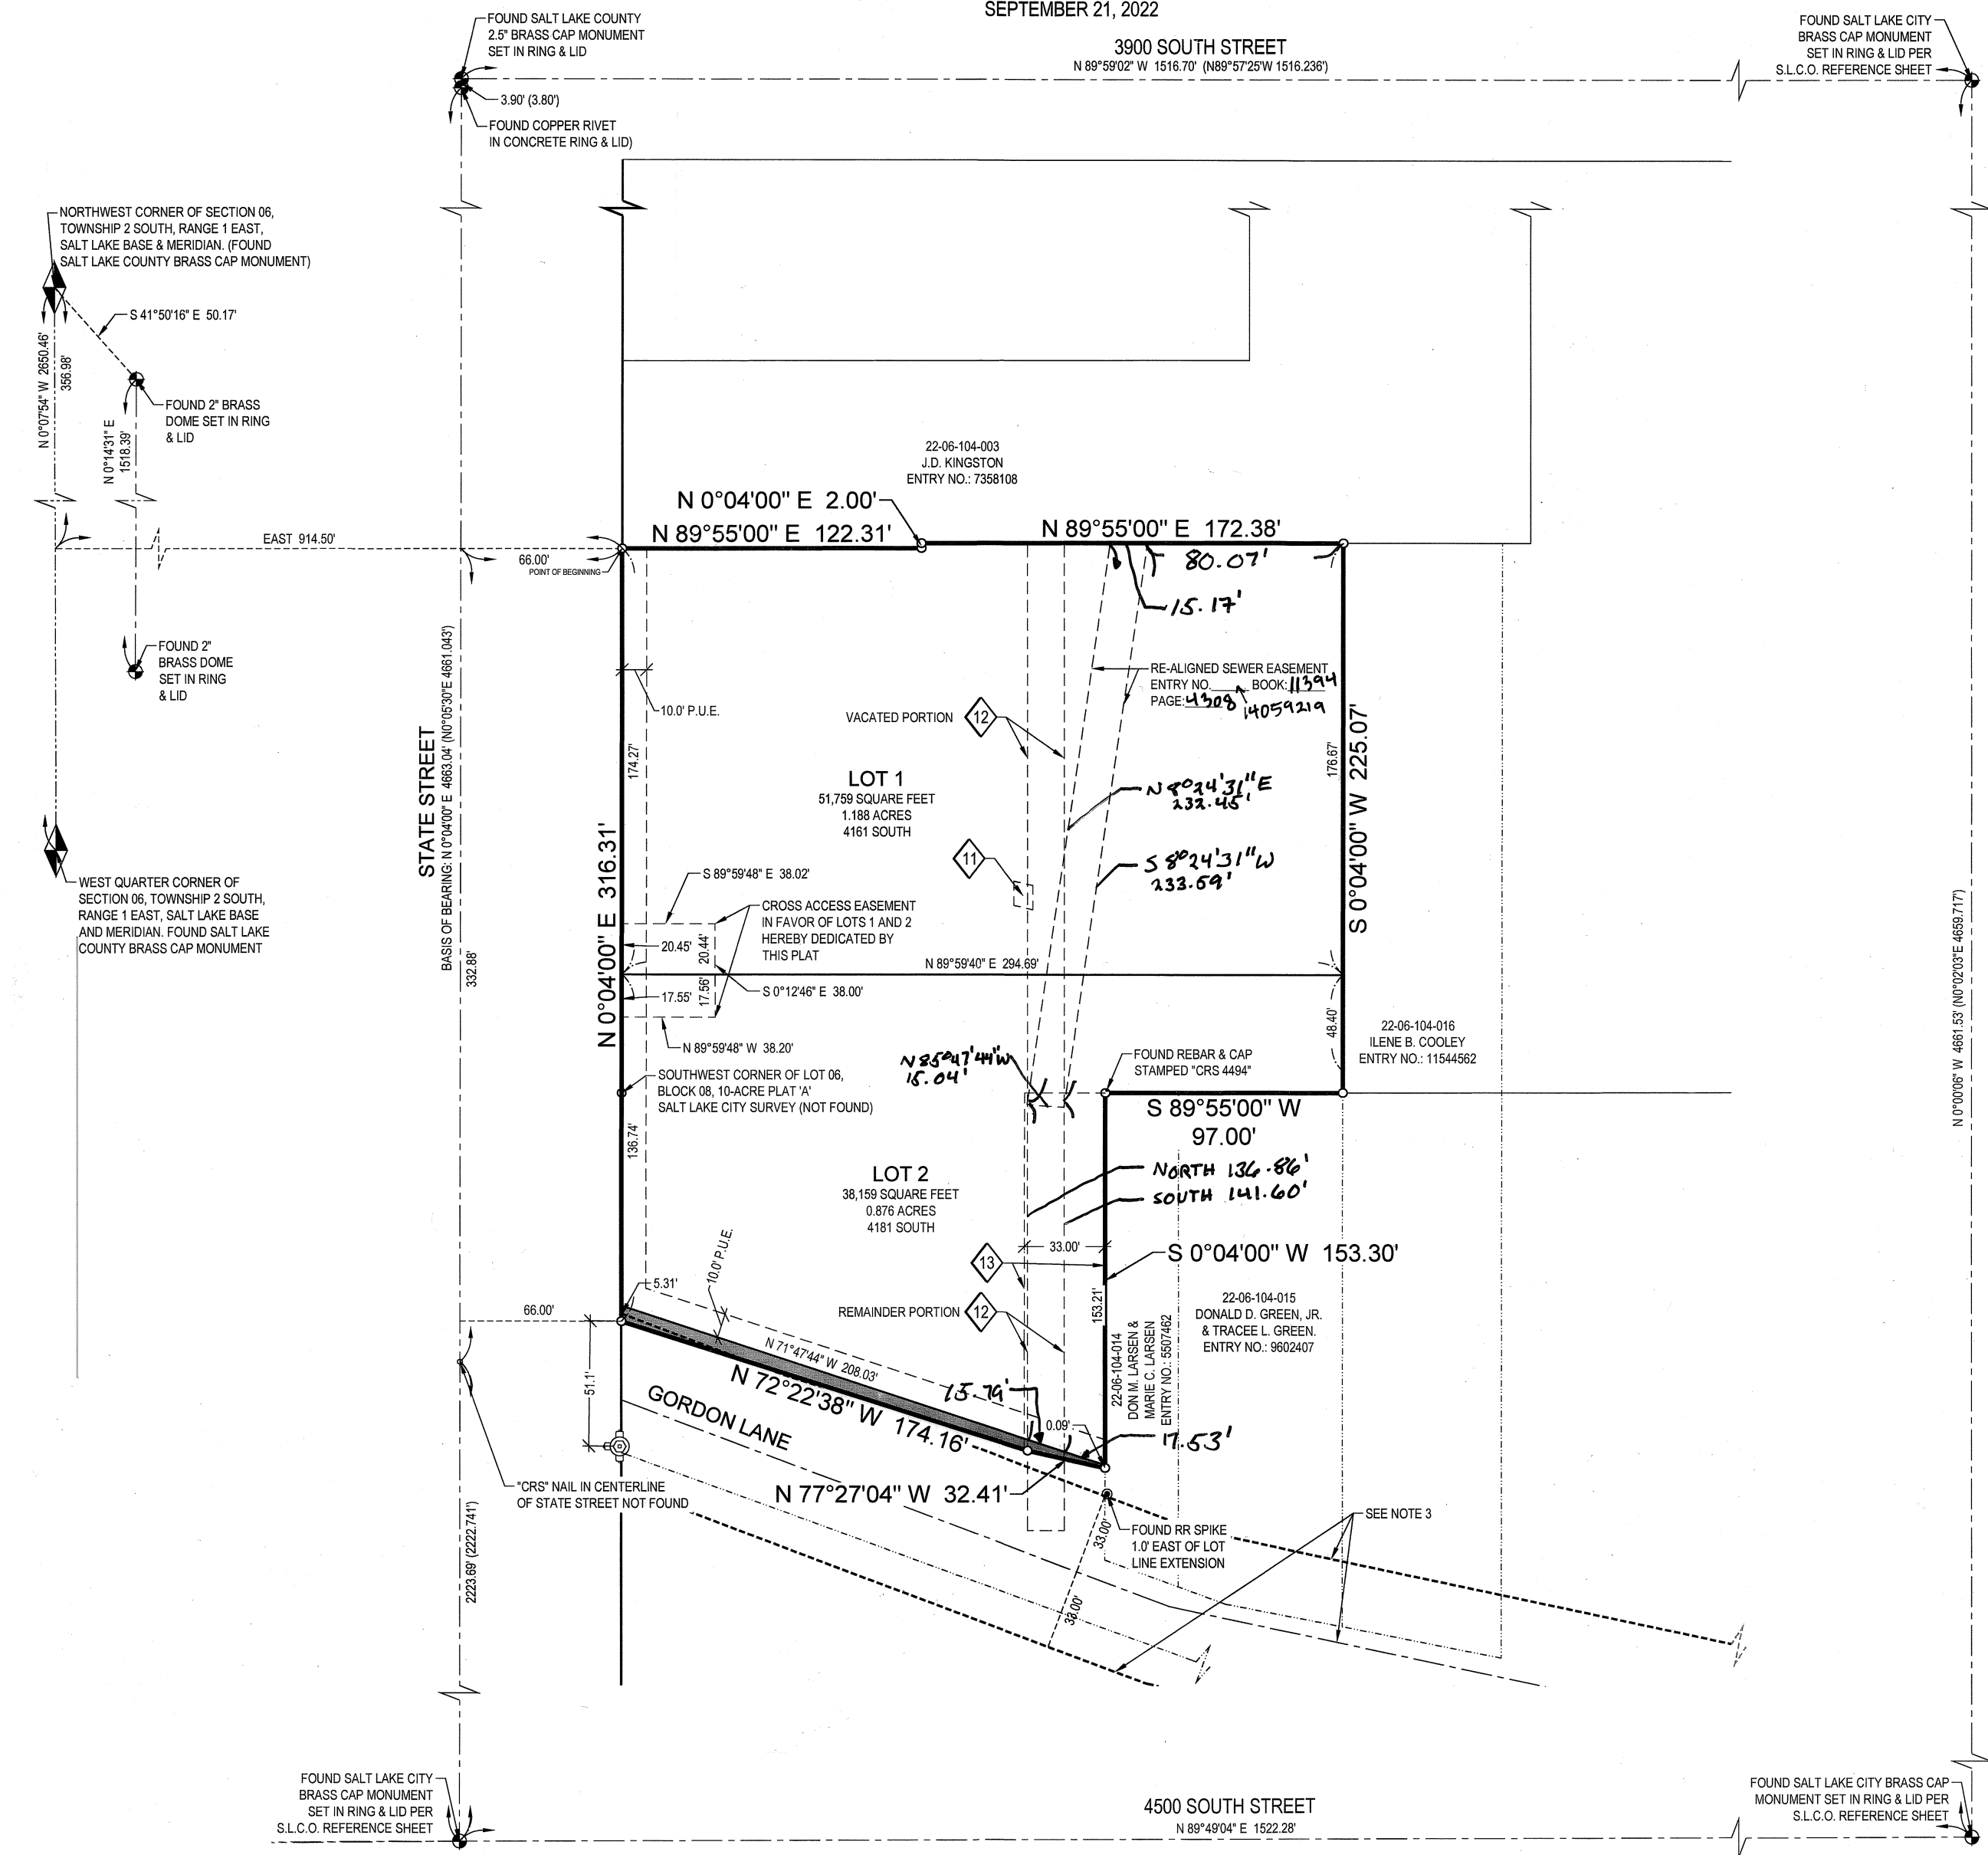 SEPTEMBER 21, 2022
FOUND SALT LAKE COUNTY
2.5" BRASS CAP MONUMENT
SET IN RING & LID
3900 SOUTH STREET
N 89°59'02" W 1516.70' (N89°57'25"W 1516.236')
FOUND SALT LAKE CITY
BRASS CAP MONUMENT
SET IN RING & LID PER
S.L.C.O. REFERENCE SHEET
3.90' (3.80')
FOUND COPPER RIVET
IN CONCRETE RING & LID)
NORTHWEST CORNER OF SECTION 06,
TOWNSHIP 2 SOUTH, RANGE 1 EAST,
SALT LAKE BASE & MERIDIAN. (FOUND
SALT LAKE COUNTY BRASS CAP MONUMENT)
S 41°50'16" E 50.17'
N 0°07'54" W 2650.46'
356.98'
FOUND 2" BRASS
DOME SET IN RING
& LID
N 0°14'31" E
1518.39'
22-06-104-003
J.D. KINGSTON
ENTRY NO.: 7358108
N 0°04'00" E 2.00'
N 89°55'00" E 122.31'
N 89°55'00" E 172.38'
EAST 914.50'
66.00'
POINT OF BEGINNING
80.07'
15.17'
FOUND 2"
BRASS DOME
SET IN RING
& LID
RE-ALIGNED SEWER EASEMENT
ENTRY NO. BOOK: 11394
PAGE: 4308 14059219
10.0' P.U.E.
VACATED PORTION
12
STATE STREET
BASIS OF BEARING: N 0°04'00" E 4663.04' (N0°05'30"E 4661.043')
332.88'
174.27'
176.67'
S 0°04'00" W 225.07'
LOT 1
51,759 SQUARE FEET
1.188 ACRES
4161 SOUTH
N 8°24'31" E
232.45'
11
S 8°24'31" W
233.59'
N 0°04'00" E 316.31'
WEST QUARTER CORNER OF
SECTION 06, TOWNSHIP 2 SOUTH,
RANGE 1 EAST, SALT LAKE BASE
AND MERIDIAN. FOUND SALT LAKE
COUNTY BRASS CAP MONUMENT
S 89°59'48" E 38.02'
CROSS ACCESS EASEMENT
IN FAVOR OF LOTS 1 AND 2
HEREBY DEDICATED BY
THIS PLAT
20.45'
20.44'
N 89°59'40" E 294.69'
17.55'
17.56'
S 0°12'46" E 38.00'
N 89°59'48" W 38.20'
48.40'
22-06-104-016
ILENE B. COOLEY
ENTRY NO.: 11544562
N 0°00'06" W 4661.53' (N0°02'03"E 4659.717')
N 85°47'44" W
15.04'
FOUND REBAR & CAP
STAMPED "CRS 4494"
SOUTHWEST CORNER OF LOT 06,
BLOCK 08, 10-ACRE PLAT 'A'
SALT LAKE CITY SURVEY (NOT FOUND)
S 89°55'00" W
97.00'
136.74'
LOT 2
38,159 SQUARE FEET
0.876 ACRES
4181 SOUTH
NORTH 136.86'
SOUTH 141.60'
33.00'
S 0°04'00" W 153.30'
13
10.0' P.U.E.
5.31'
66.00'
REMAINDER PORTION
12
153.21'
22-06-104-014
DON M. LARSEN &
MARIE C. LARSEN
ENTRY NO.: 5507462
22-06-104-015
DONALD D. GREEN, JR.
& TRACEE L. GREEN.
ENTRY NO.: 9602407
N 71°47'44" W 208.03'
N 72°22'38" W 174.16'
51.1'
GORDON LANE
15.79'
0.09'
17.53'
N 77°27'04" W 32.41'
"CRS" NAIL IN CENTERLINE
OF STATE STREET NOT FOUND
SEE NOTE 3
FOUND RR SPIKE
1.0' EAST OF LOT
LINE EXTENSION
33.00'
33.00'
2223.69' (2222.741')
FOUND SALT LAKE CITY
BRASS CAP MONUMENT
SET IN RING & LID PER
S.L.C.O. REFERENCE SHEET
4500 SOUTH STREET
N 89°49'04" E 1522.28'
FOUND SALT LAKE CITY BRASS CAP
MONUMENT SET IN RING & LID PER
S.L.C.O. REFERENCE SHEET